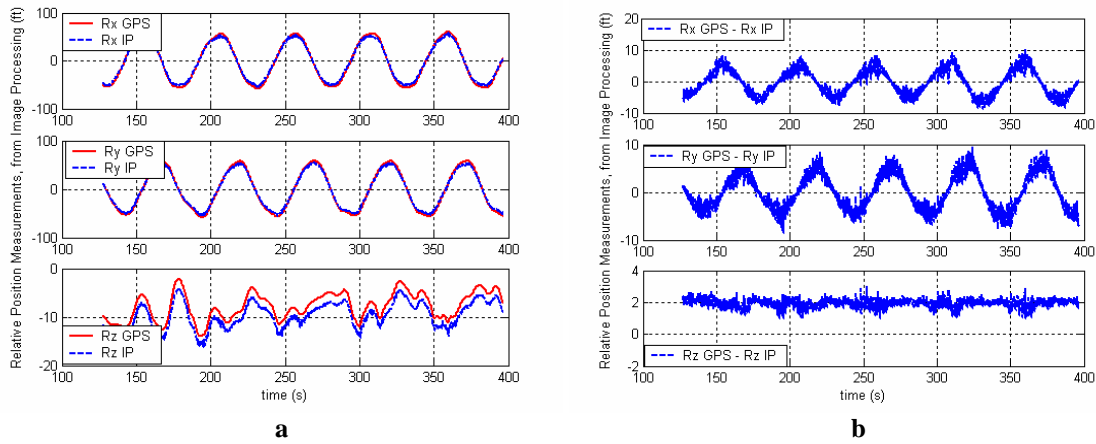 Relative Position Measurements, from Image Processing (ft)
100
0
-100
Rx GPS
Rx IP
100 150 200 250 300 350 400
100
0
100
Ry GPS
Ry IP
100 150 200 250 300 350 400
0
-10
-20
Rz GPS
Rz IP
100 150 200 250 300 350 400
time (s)
a
Relative Position Measurements, from Image Processing (ft)
20
10
0
-10
Rx GPS - Rx IP
100 150 200 250 300 350 400
10
0
-10
Ry GPS - Ry IP
100 150 200 250 300 350 400
4
2
0
-2
Rz GPS - Rz IP
100 150 200 250 300 350 400
time (s)
b